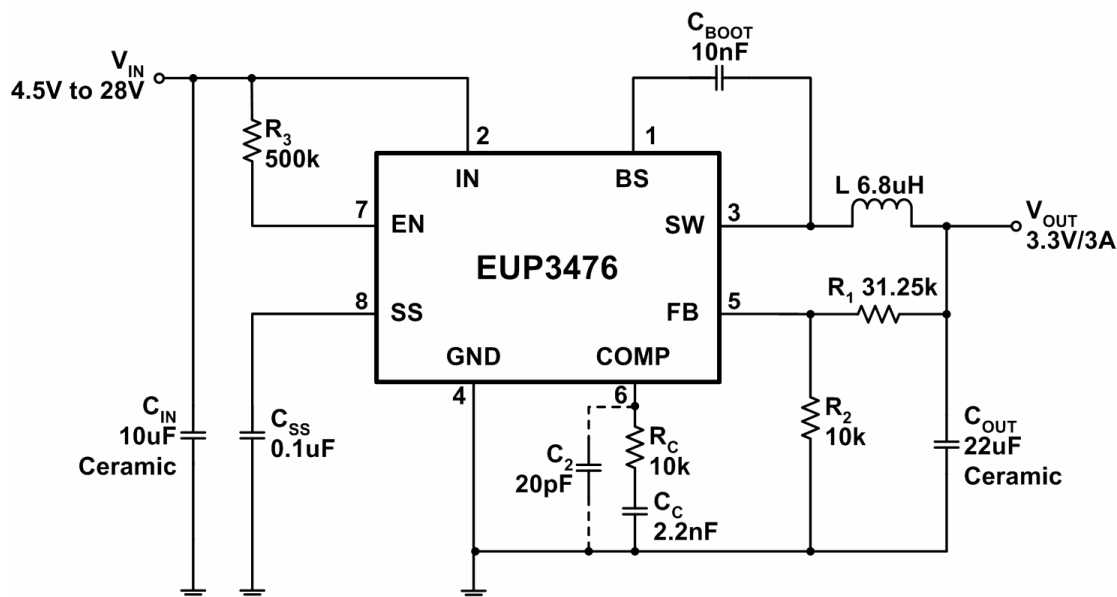 C_BOOT
10nF
V_IN
4.5V to 28V
R_3
500k
2
1
IN
BS
L 6.8uH
7
EN
SW
3
V_OUT
3.3V/3A
EUP3476
R_1 31.25k
8
SS
FB
5
GND
COMP
4
6
C_IN
10uF
Ceramic
C_SS
0.1uF
C_2
20pF
R_C
10k
C_C
2.2nF
R_2
10k
C_OUT
22uF
Ceramic